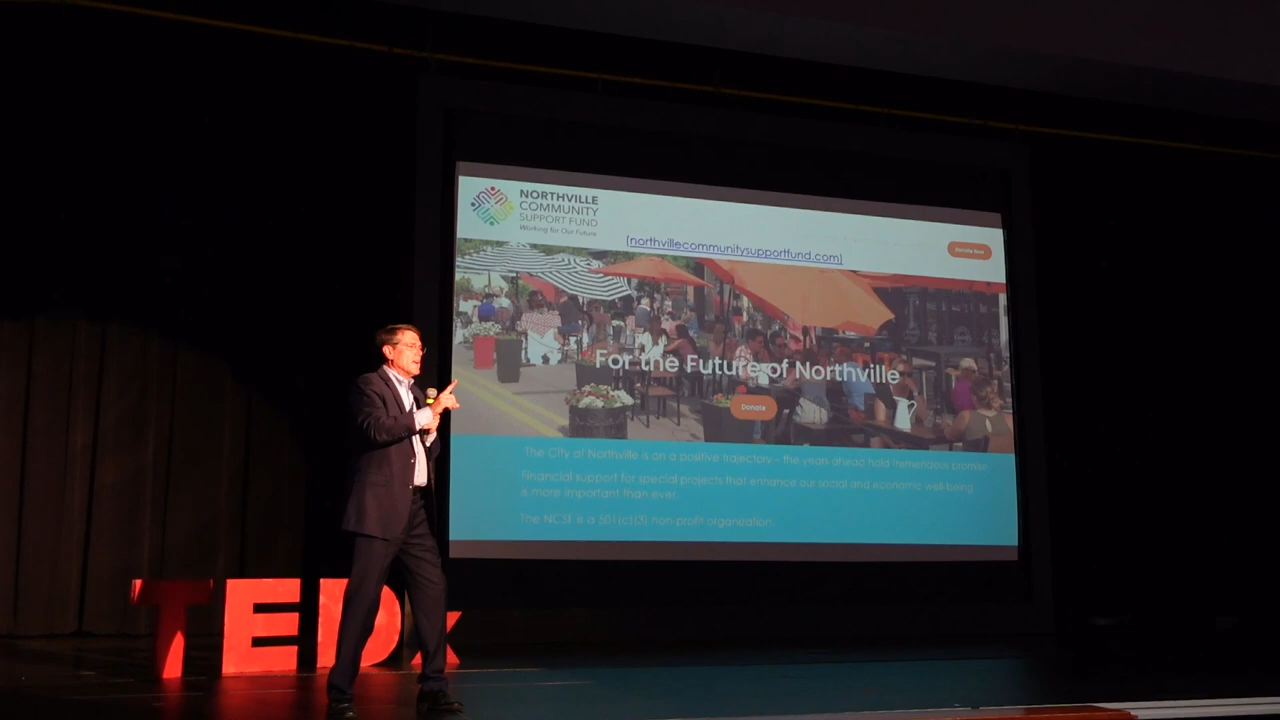 NORTHVILLE
COMMUNITY
SUPPORT FUND
Working for Our Future
(northvillecommunitysupportfund.com)
Donate Now
For the Future of Northville
Donate
The City of Northville is on a positive trajectory – the years ahead hold tremendous promise.
Financial support for special projects that enhance our social and economic well-being
is more important than ever.
The NCSF is a 501(c)(3) non-profit organization.
TEDx